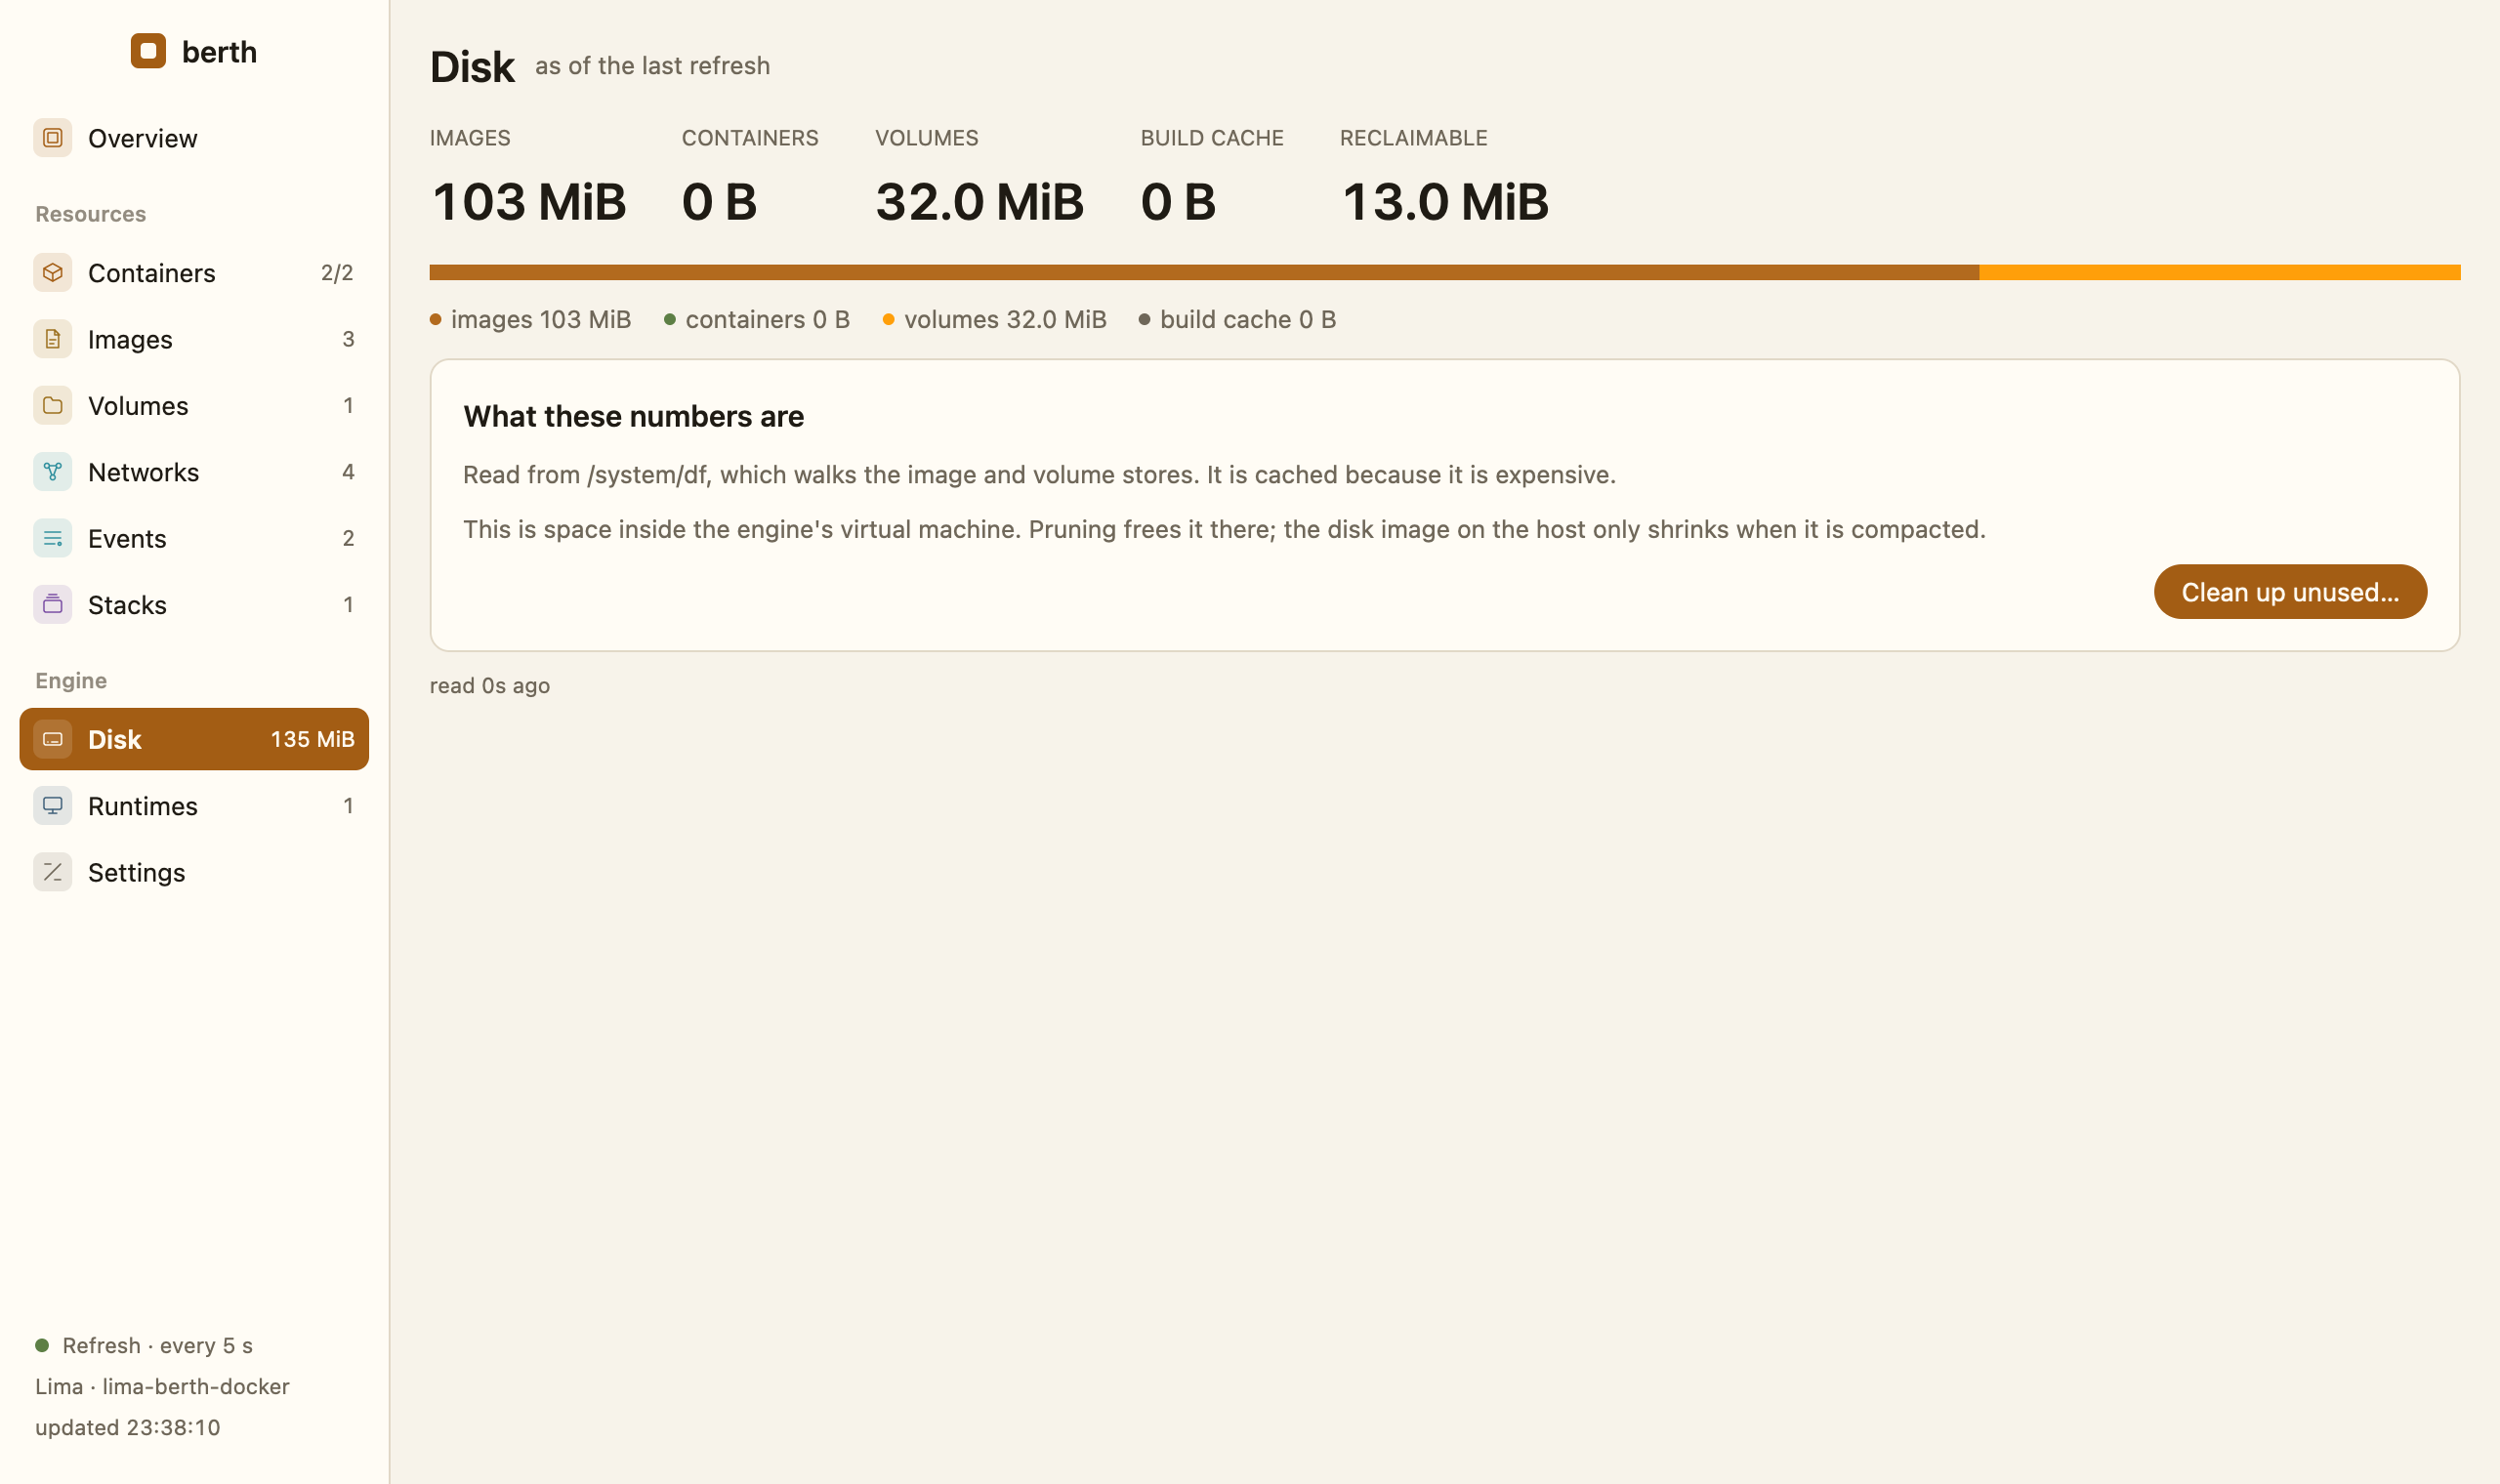 berth
Overview
Resources
Containers 2/2
Images 3
Volumes 1
Networks 4
Events 2
Stacks 1
Engine
Disk 135 MiB
Runtimes 1
Settings
Refresh · every 5 s
Lima · lima-berth-docker
updated 23:38:10
Disk as of the last refresh
IMAGES CONTAINERS VOLUMES BUILD CACHE RECLAIMABLE
103 MiB 0 B 32.0 MiB 0 B 13.0 MiB
images 103 MiB containers 0 B volumes 32.0 MiB build cache 0 B
What these numbers are
Read from /system/df, which walks the image and volume stores. It is cached because it is expensive.
This is space inside the engine's virtual machine. Pruning frees it there; the disk image on the host only shrinks when it is compacted.
Clean up unused...
read 0s ago